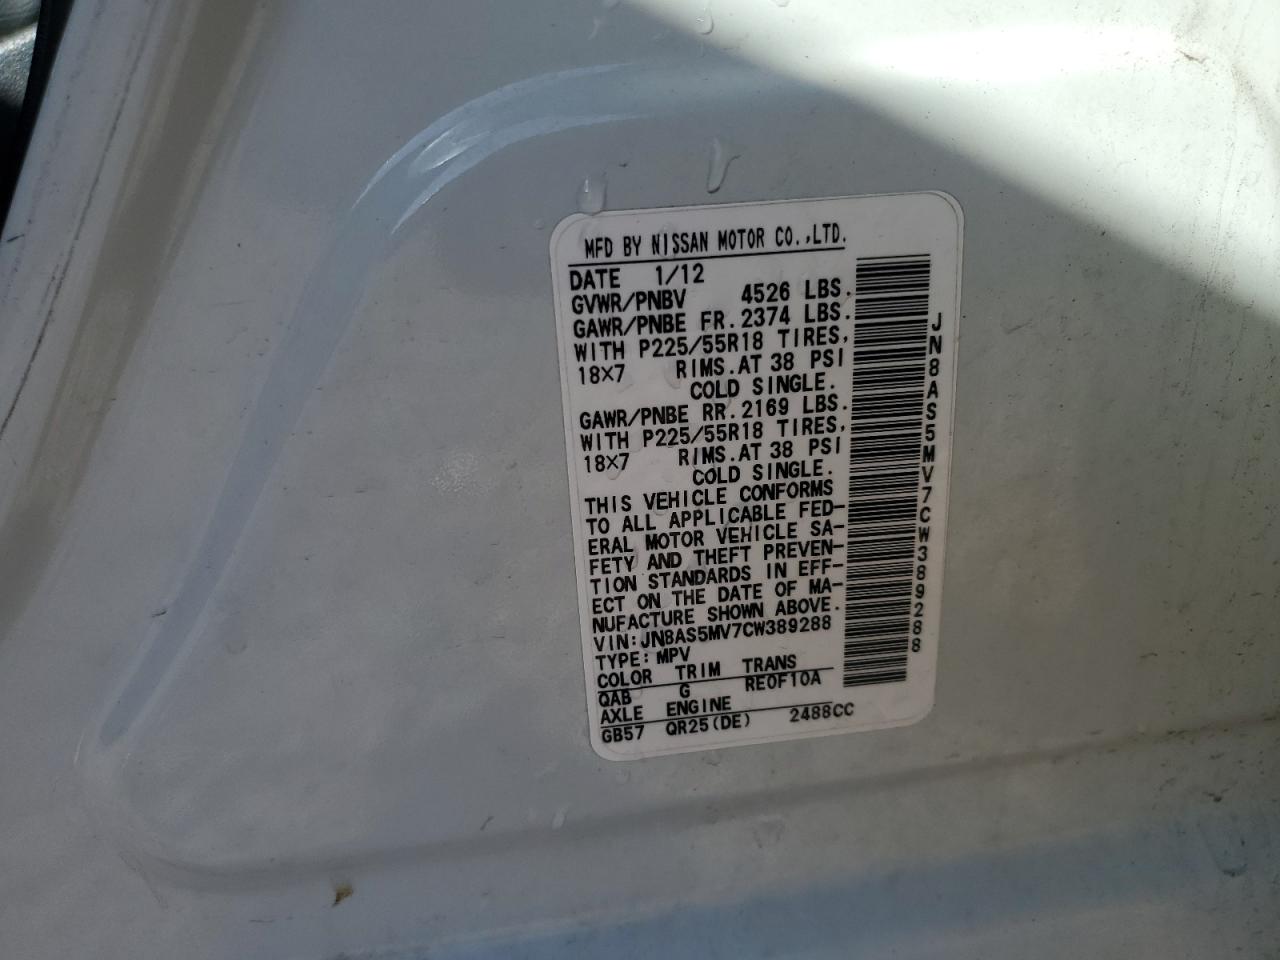 MFD BY NISSAN MOTOR CO.,LTD.
DATE 1/12
GVWR/PNBV 4526 LBS.
GAWR/PNBE FR.2374 LBS.
WITH P225/55R18 TIRES,
18×7 RIMS.AT 38 PSI
COLD SINGLE.
GAWR/PNBE RR.2169 LBS.
WITH P225/55R18 TIRES,
18×7 RIMS.AT 38 PSI
COLD SINGLE.
THIS VEHICLE CONFORMS
TO ALL APPLICABLE FED-
ERAL MOTOR VEHICLE SA-
FETY AND THEFT PREVEN-
TION STANDARDS IN EFF-
ECT ON THE DATE OF MA-
NUFACTURE SHOWN ABOVE.
VIN:JN8AS5MV7CW389288
TYPE:MPV
COLOR TRIM TRANS
QAB G RE0F10A
AXLE ENGINE
GB57 QR25(DE) 2488CC
JN8AS5MV7CW389288